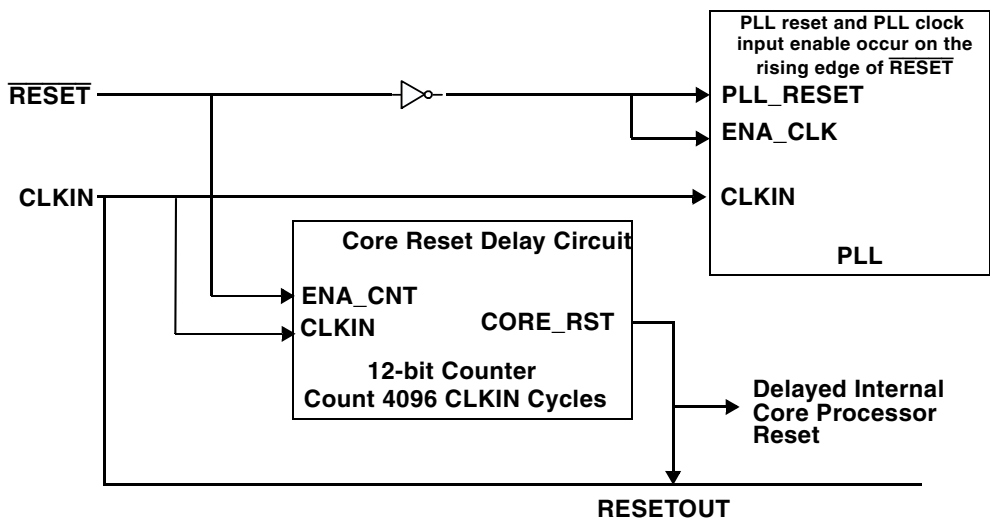 PLL reset and PLL clock
input enable occur on the
rising edge of RESET
RESET
PLL_RESET
ENA_CLK
CLKIN
CLKIN
PLL
Core Reset Delay Circuit
ENA_CNT
CLKIN
CORE_RST
12-bit Counter
Count 4096 CLKIN Cycles
Delayed Internal
Core Processor
Reset
RESETOUT